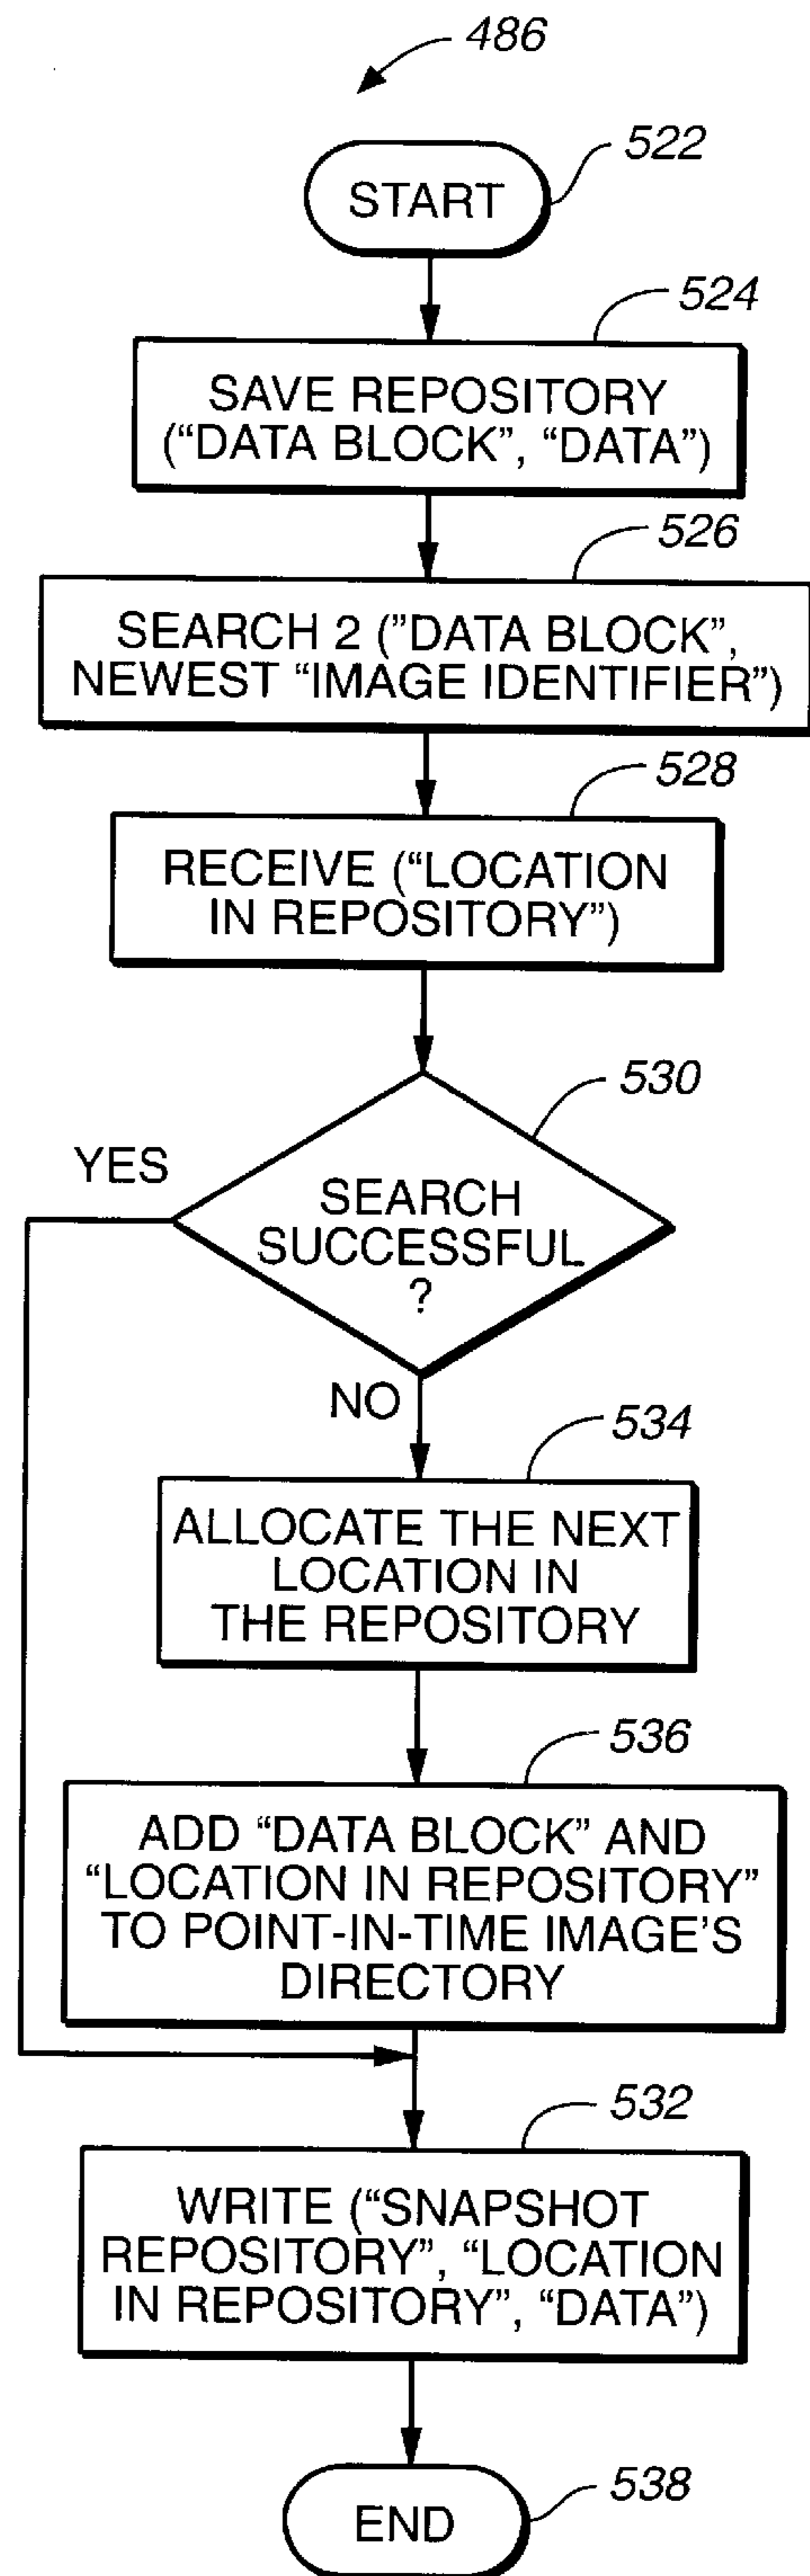 486
522
START
524
SAVE REPOSITORY
(“DATA BLOCK”, “DATA”)
526
SEARCH 2 (”DATA BLOCK”,
NEWEST “IMAGE IDENTIFIER”)
528
RECEIVE (“LOCATION
IN REPOSITORY”)
530
YES
SEARCH
SUCCESSFUL
?
NO
534
ALLOCATE THE NEXT
LOCATION IN
THE REPOSITORY
536
ADD “DATA BLOCK” AND
“LOCATION IN REPOSITORY”
TO POINT-IN-TIME IMAGE'S
DIRECTORY
532
WRITE (“SNAPSHOT
REPOSITORY”, “LOCATION
IN REPOSITORY”, “DATA”)
538
END